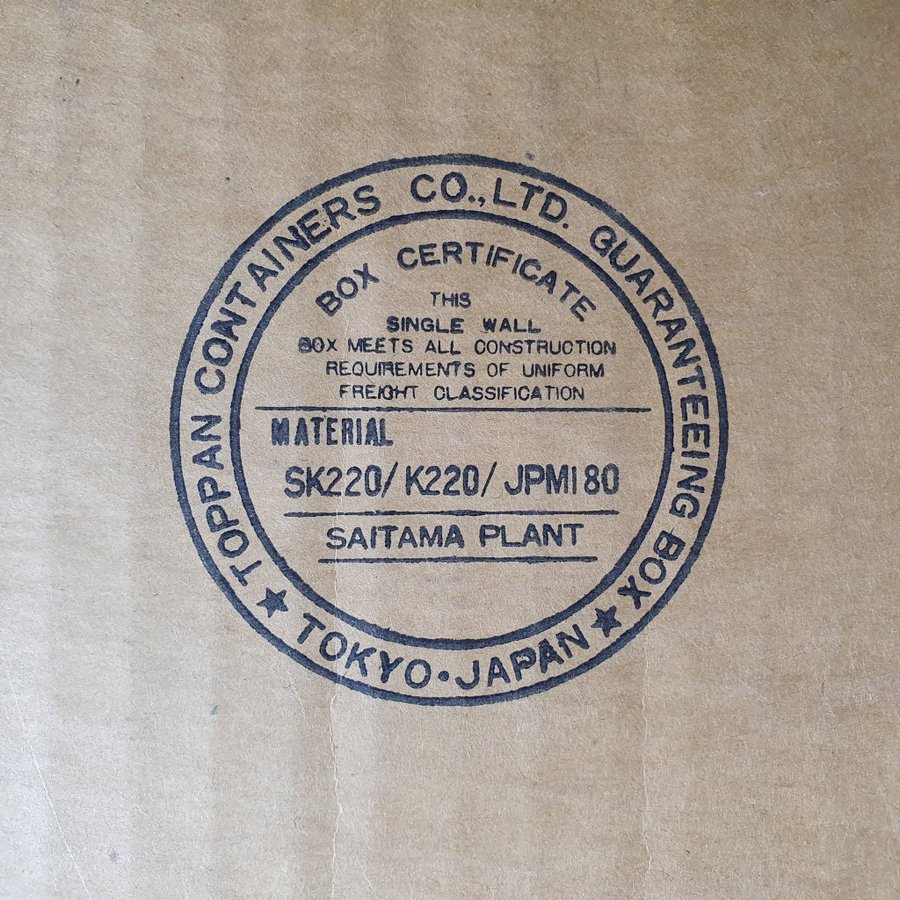 TOPPAN CONTAINERS CO.,LTD. GUARANTEEING BOX
★ TOKYO・JAPAN ★
BOX CERTIFICATE
THIS
SINGLE WALL
BOX MEETS ALL CONSTRUCTION
REQUIREMENTS OF UNIFORM
FREIGHT CLASSIFICATION
MATERIAL
SK220/K220/JPM180
SAITAMA PLANT